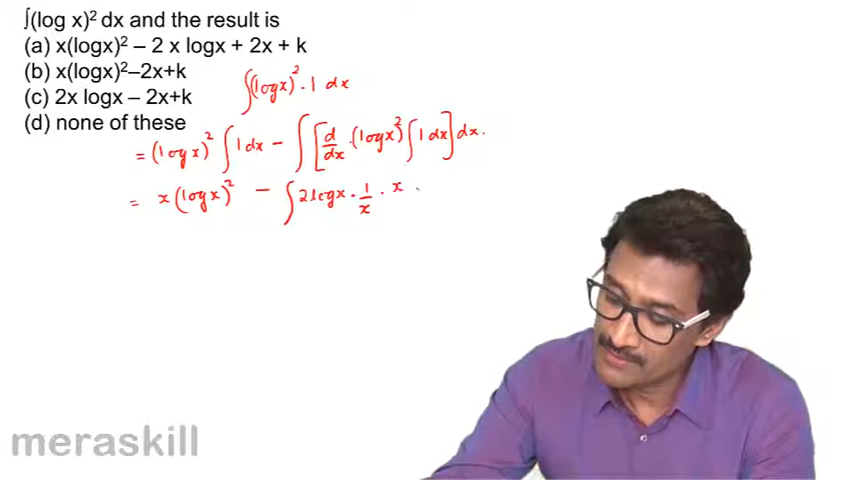 ∫(log x)² dx and the result is
(a) x(logx)² – 2 x logx + 2x + k
(b) x(logx)²–2x+k
(c) 2x logx – 2x+k
(d) none of these
∫(logx)² · 1 dx
= (log x)² ∫ 1 dx – ∫ [d/dx · (logx)² ∫ 1 dx] dx.
= x (logx)² – ∫ 2 logx · 1/x · x
meraskill